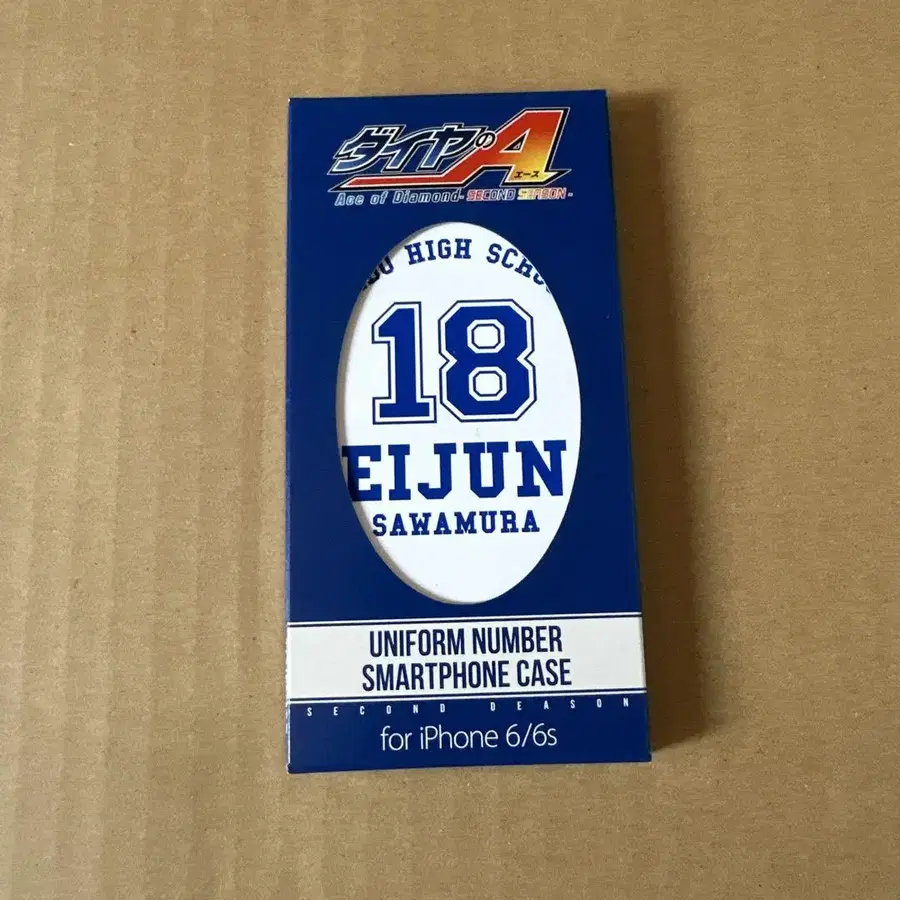 ダイヤのA
エース
Ace of Diamond -SECOND SEASON-
HIGH
18
EIJUN
SAWAMURA
UNIFORM NUMBER
SMARTPHONE CASE
SECOND DEASON
for iPhone 6/6s